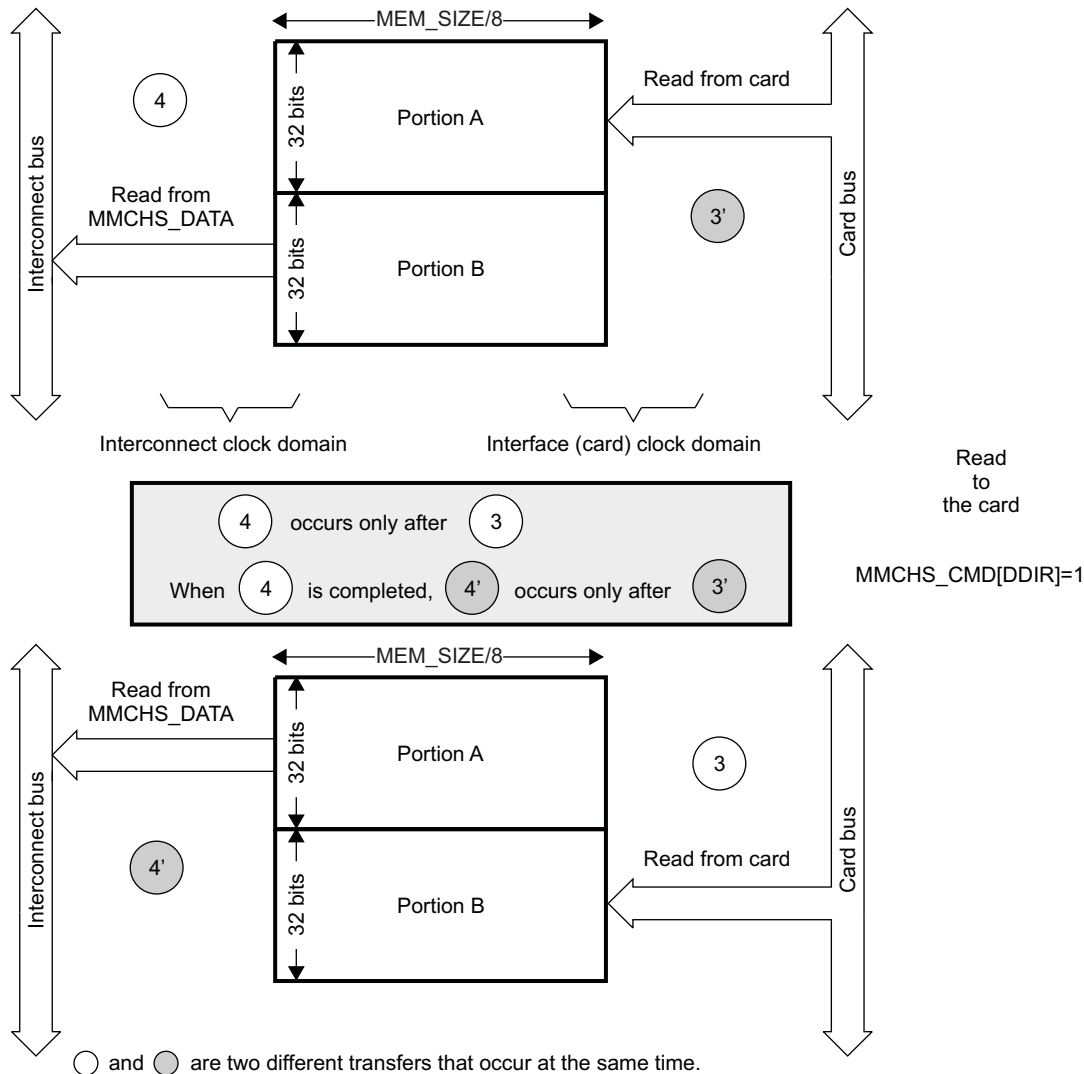 MEM_SIZE/8
Interconnect bus
4
Read from
MMCHS_DATA
32 bits
Portion A
32 bits
Portion B
Read from card
3'
Card bus
Interconnect clock domain
Interface (card) clock domain
4 occurs only after 3
When 4 is completed, 4' occurs only after 3'
Read
to
the card
MMCHS_CMD[DDIR]=1
MEM_SIZE/8
Interconnect bus
Read from
MMCHS_DATA
4'
32 bits
Portion A
32 bits
Portion B
3
Read from card
Card bus
and are two different transfers that occur at the same time.